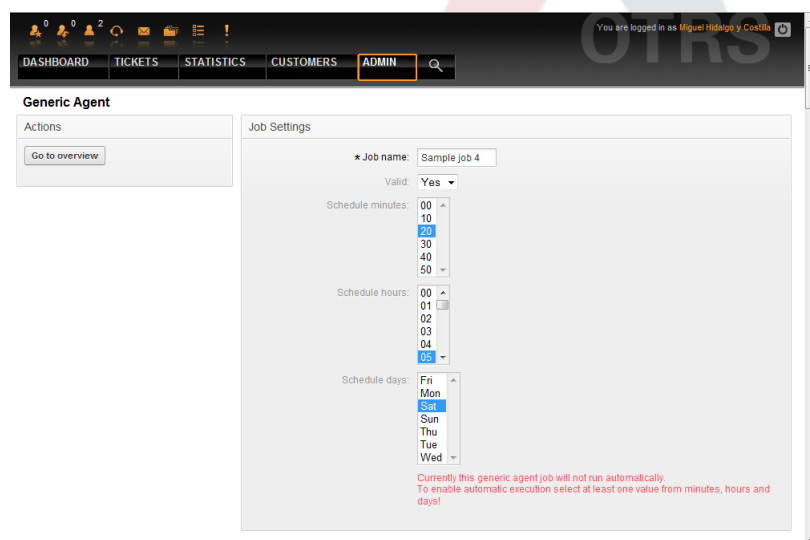 0 0 2
You are logged in as Miguel Hidalgo y Costilla
OTRS
DASHBOARD TICKETS STATISTICS CUSTOMERS ADMIN
Generic Agent
Actions
Go to overview
Job Settings
★ Job name: Sample job 4
Valid: Yes
Schedule minutes: 00
10
20
30
40
50
Schedule hours: 00
01
02
03
04
05
Schedule days: Fri
Mon
Sat
Sun
Thu
Tue
Wed
Currently this generic agent job will not run automatically.
To enable automatic execution select at least one value from minutes, hours and
days!